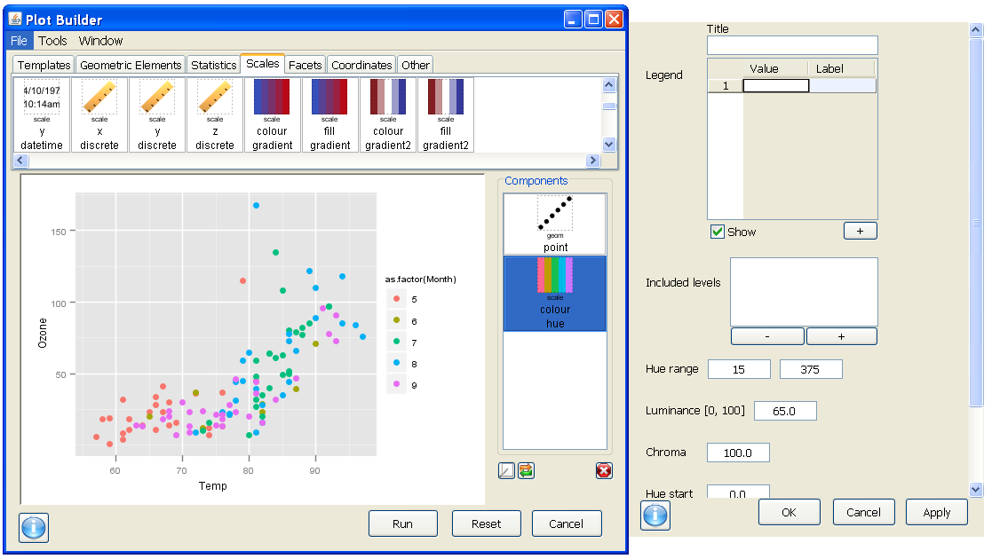 Plot Builder
File Tools Window
Templates Geometric Elements Statistics Scales Facets Coordinates Other
4/10/197
10:14am
scale scale scale scale scale scale scale scale
y x y z colour fill colour fill
datetime discrete discrete discrete gradient gradient gradient2 gradient2
Components
geom
point
scale
colour
hue
150
100
50
Ozone
60 70 80 90
Temp
as.factor(Month)
5
6
7
8
9
Run Reset Cancel
Title
Legend
Value Label
1
Show +
Included levels
- +
Hue range 15 375
Luminance [0, 100] 65.0
Chroma 100.0
Hue start 0.0
OK Cancel Apply